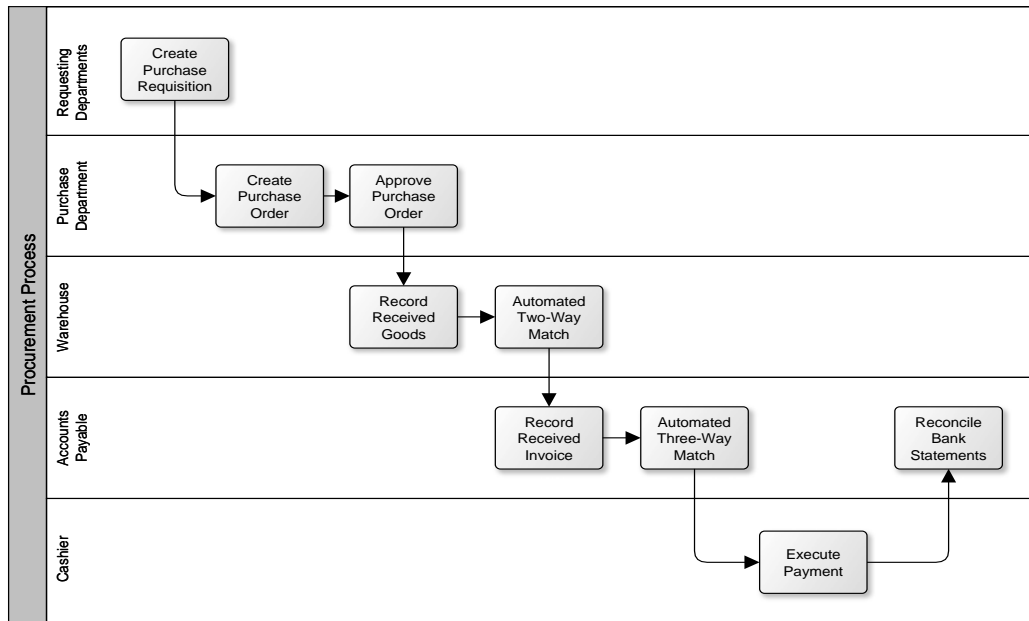 Procurement Process
Requesting
Departments
Create
Purchase
Requisition
Purchase
Department
Create
Purchase
Order
Approve
Purchase
Order
Warehouse
Record
Received
Goods
Automated
Two-Way
Match
Accounts
Payable
Record
Received
Invoice
Automated
Three-Way
Match
Reconcile
Bank
Statements
Cashier
Execute
Payment